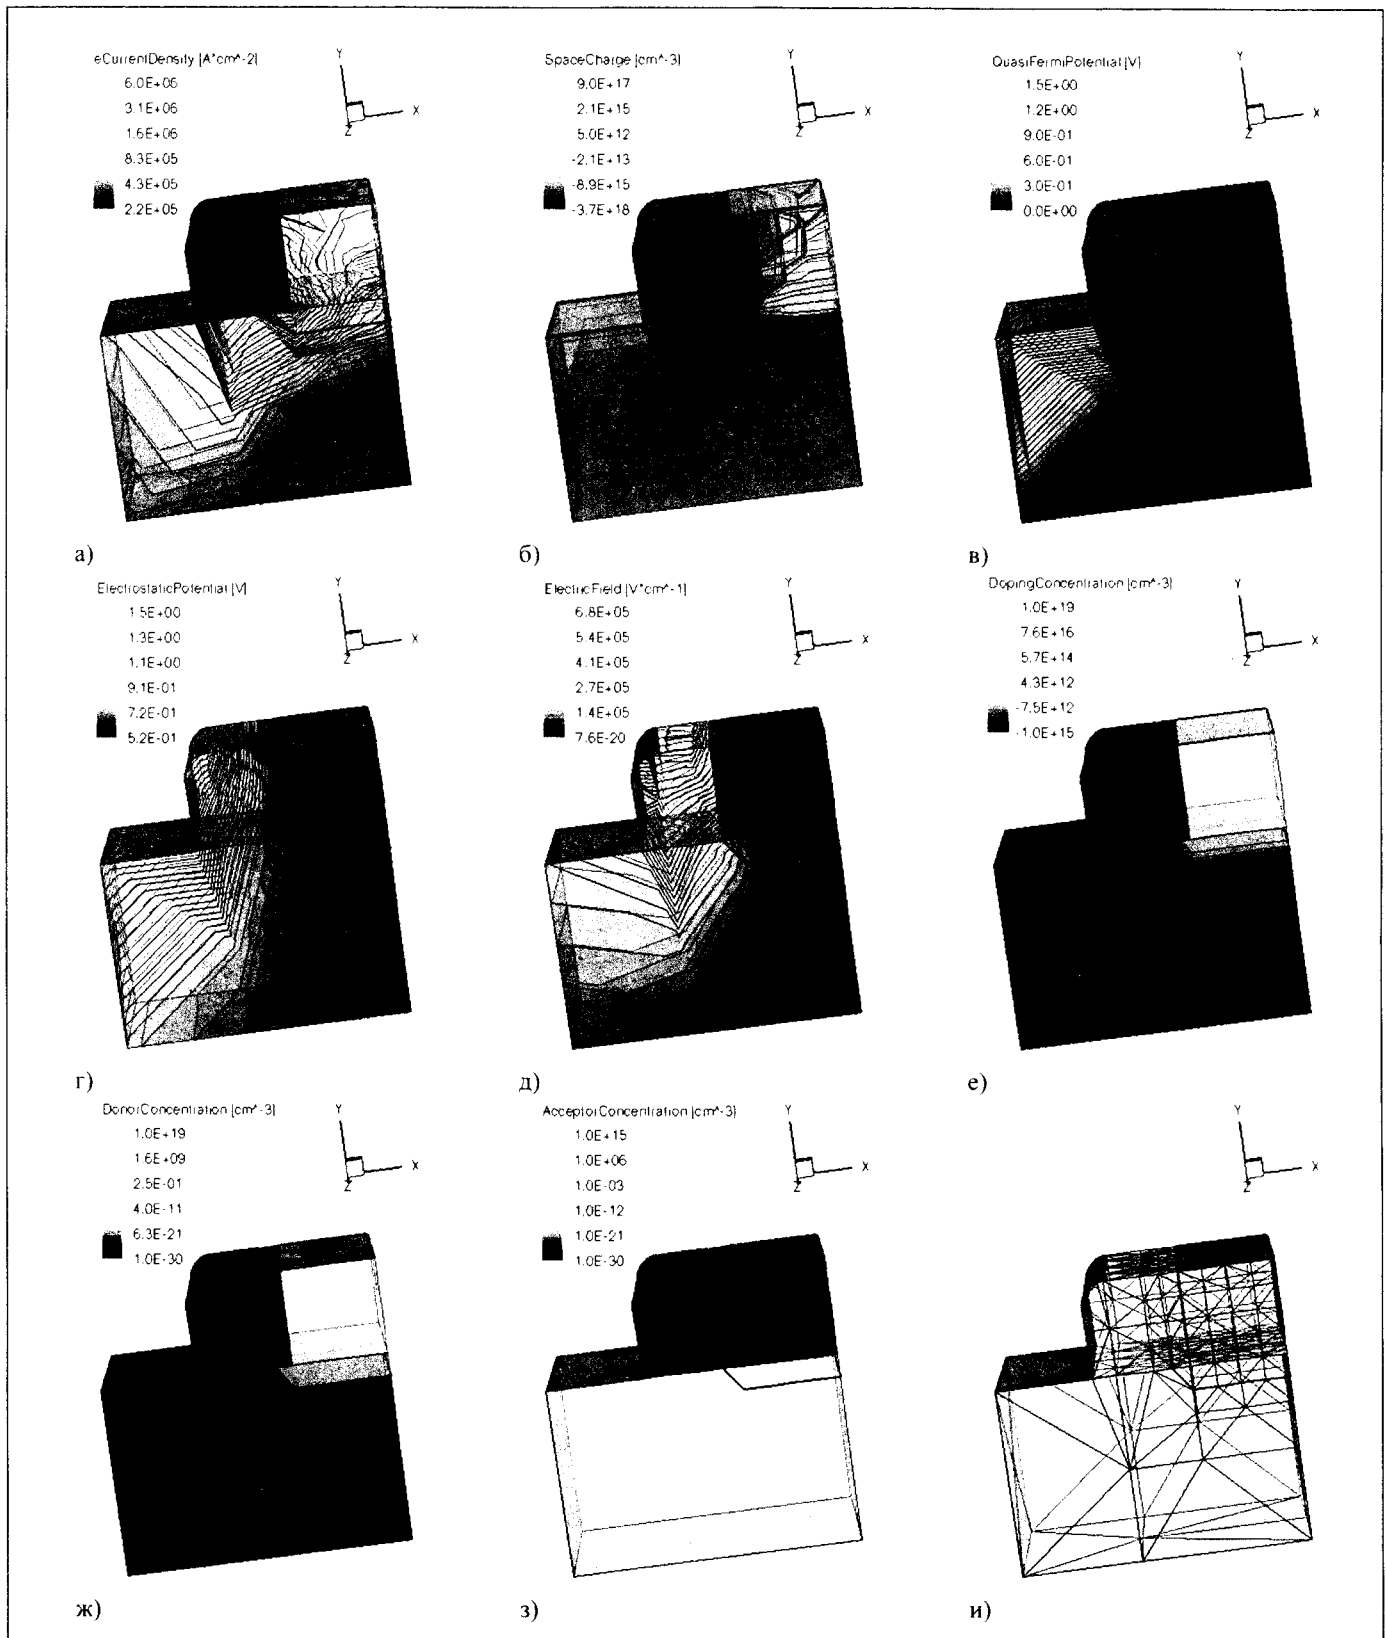 eCurrentDensity [A*cm^-2]
6.0E+06
3.1E+06
1.6E+06
8.3E+05
4.3E+05
2.2E+05
Y
X
Z
а)
SpaceCharge [cm^-3]
9.0E+17
2.1E+15
5.0E+12
-2.1E+13
-8.9E+15
-3.7E+18
Y
X
Z
б)
QuasiFermiPotential [V]
1.5E+00
1.2E+00
9.0E-01
6.0E-01
3.0E-01
0.0E+00
Y
X
Z
в)
ElectrostaticPotential [V]
1.5E+00
1.3E+00
1.1E+00
9.1E-01
7.2E-01
5.2E-01
Y
X
Z
г)
ElectricField [V*cm^-1]
6.8E+05
5.4E+05
4.1E+05
2.7E+05
1.4E+05
7.6E-20
Y
X
Z
д)
DopingConcentration [cm^-3]
1.0E+19
7.6E+16
5.7E+14
4.3E+12
-7.5E+12
-1.0E+15
Y
X
Z
е)
DonorConcentration [cm^-3]
1.0E+19
1.6E+09
2.5E-01
4.0E-11
6.3E-21
1.0E-30
Y
X
Z
ж)
AcceptorConcentration [cm^-3]
1.0E+15
1.0E+06
1.0E-03
1.0E-12
1.0E-21
1.0E-30
Y
X
Z
з)
Y
X
Z
и)